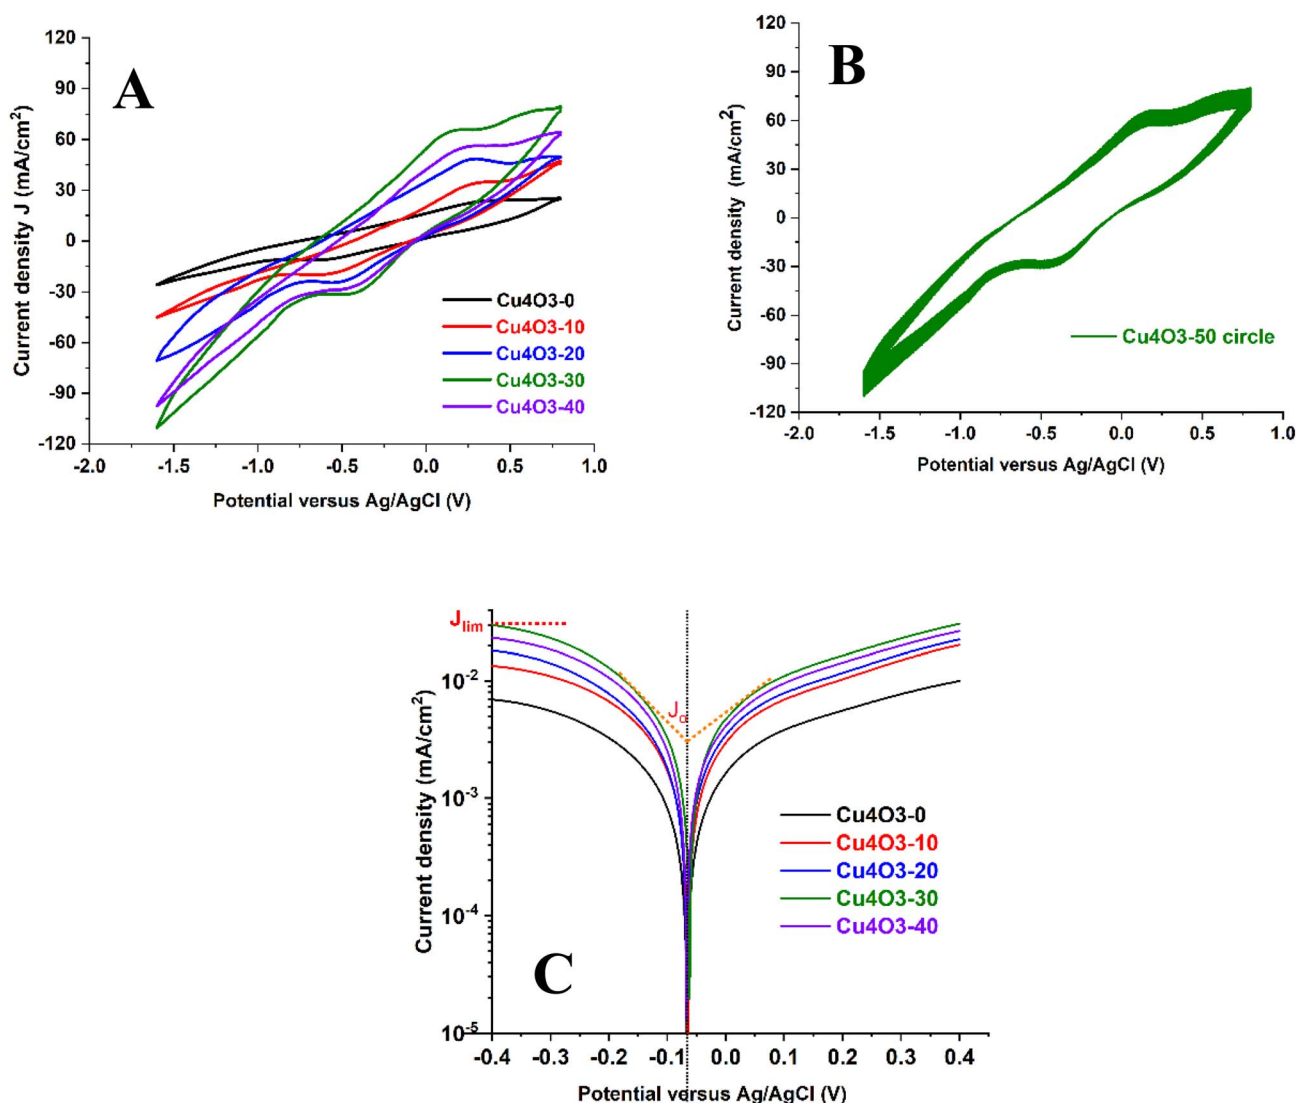 A
120
90
60
30
0
-30
-60
-90
-120
Current density J (mA/cm²)
-2.0 -1.5 -1.0 -0.5 0.0 0.5 1.0
Potential versus Ag/AgCl (V)
Cu4O3-0
Cu4O3-10
Cu4O3-20
Cu4O3-30
Cu4O3-40
B
120
90
60
30
0
-30
-60
-90
-120
Current density (mA/cm²)
-2.0 -1.5 -1.0 -0.5 0.0 0.5 1.0
Potential versus Ag/AgCl (V)
Cu4O3-50 circle
J_lim
J_o
10⁻²
10⁻³
10⁻⁴
10⁻⁵
Current density (mA/cm²)
Cu4O3-0
Cu4O3-10
Cu4O3-20
Cu4O3-30
Cu4O3-40
C
-0.4 -0.3 -0.2 -0.1 0.0 0.1 0.2 0.3 0.4
Potential versus Ag/AgCl (V)